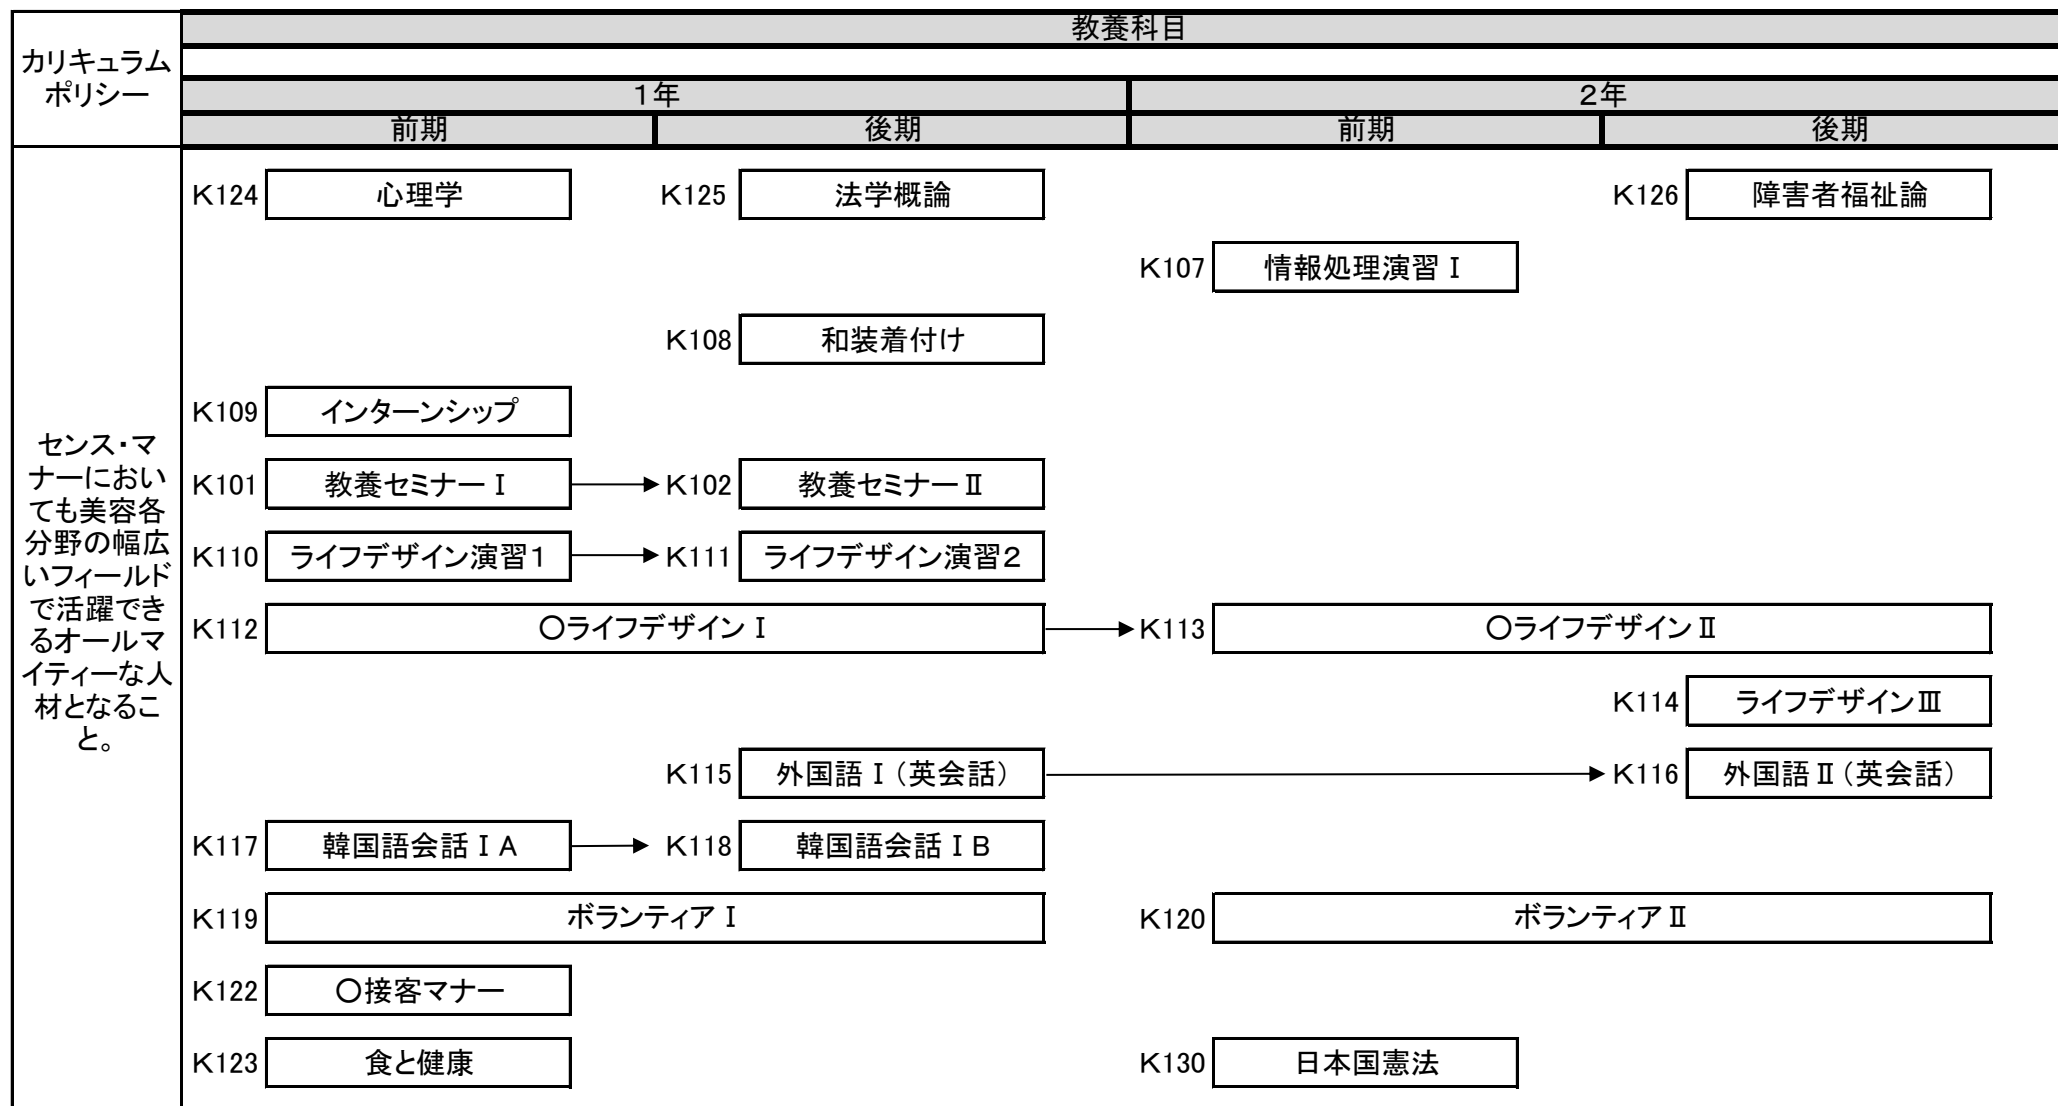 教養科目
カリキュラム
ポリシー
１年 ２年
前期 後期 前期 後期
K124 心理学 K125 法学概論 K126 障害者福祉論
K107 情報処理演習Ⅰ
K108 和装着付け
K109 インターンシップ
K101 教養セミナーⅠ K102 教養セミナーⅡ
K110 ライフデザイン演習１ K111 ライフデザイン演習２
K112 〇ライフデザインⅠ K113 〇ライフデザインⅡ
K114 ライフデザインⅢ
K115 外国語Ⅰ（英会話） K116 外国語Ⅱ（英会話）
K117 韓国語会話ⅠA K118 韓国語会話ⅠB
K119 ボランティアⅠ K120 ボランティアⅡ
K122 〇接客マナー
K123 食と健康 K130 日本国憲法
センス・マ
ナーにおい
ても美容各
分野の幅広
いフィールド
で活躍でき
るオールマ
イティーな人
材となるこ
と。